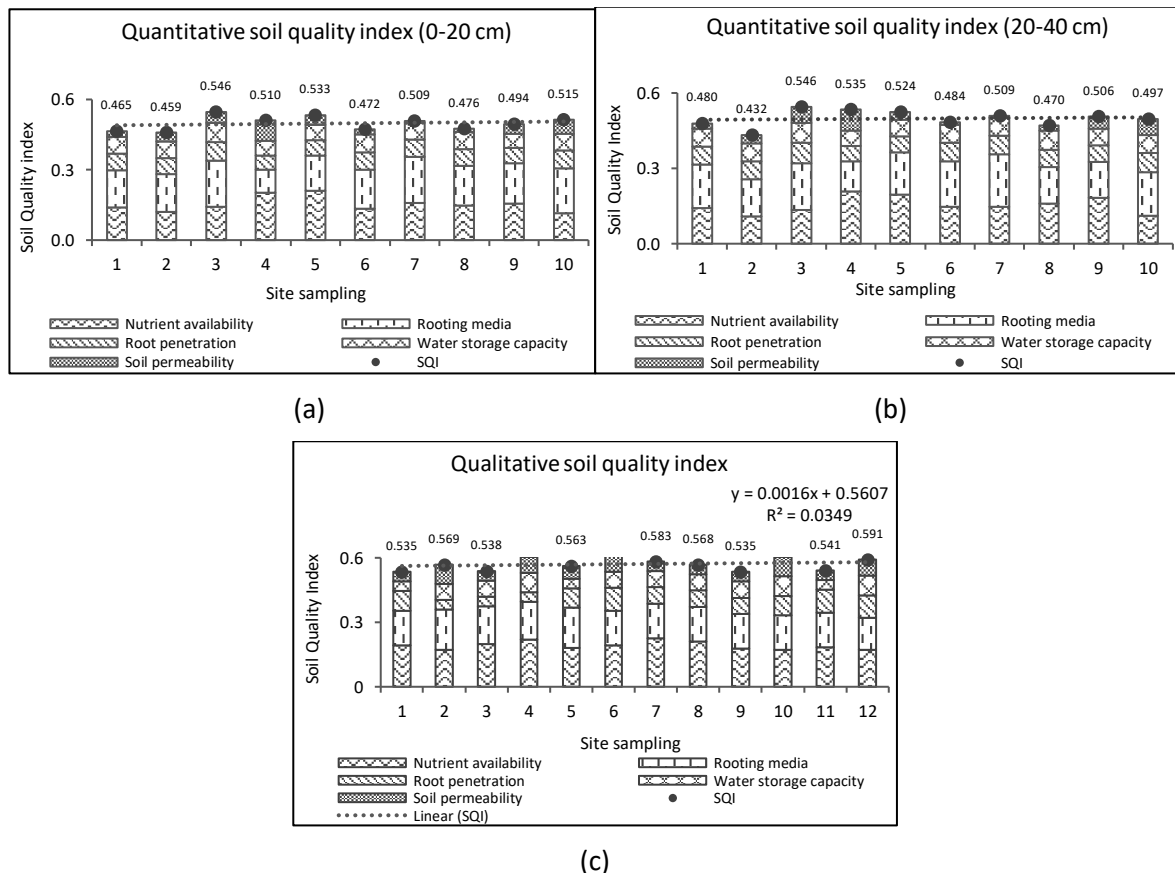 Quantitative soil quality index (0-20 cm)
0.465 0.459 0.546 0.510 0.533 0.472 0.509 0.476 0.494 0.515
0.6
0.3
0.0
Soil Quality index
1 2 3 4 5 6 7 8 9 10
Site sampling
Nutrient availability Rooting media
Root penetration Water storage capacity
Soil permeability SQI
(a)
Quantitative soil quality index (20-40 cm)
0.480 0.432 0.546 0.535 0.524 0.484 0.509 0.470 0.506 0.497
0.6
0.3
0.0
Soil Quality Index
1 2 3 4 5 6 7 8 9 10
Site sampling
Nutrient availability Rooting media
Root penetration Water storage capacity
Soil permeability SQI
(b)
Qualitative soil quality index
y = 0.0016x + 0.5607
R² = 0.0349
0.535 0.569 0.538 0.563 0.583 0.568 0.535 0.541 0.591
0.6
0.3
0
Soil Quality Index
1 2 3 4 5 6 7 8 9 10 11 12
Site sampling
Nutrient availability Rooting media
Root penetration Water storage capacity
Soil permeability SQI
Linear (SQI)
(c)